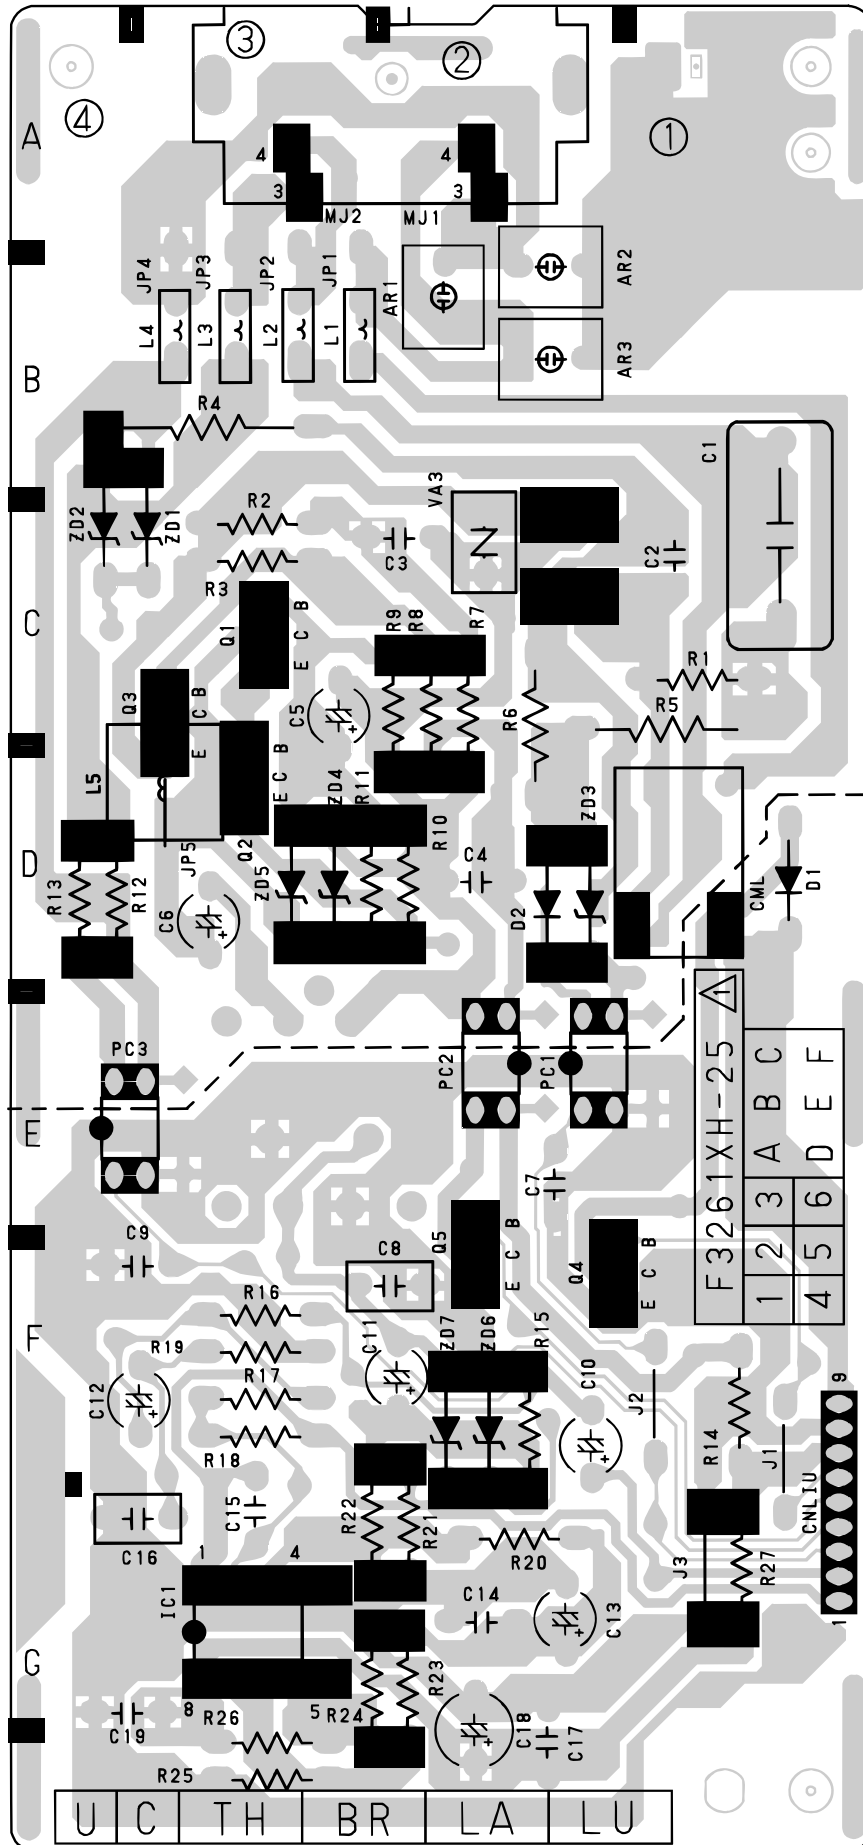 ③
②
④
①
A
4
4
3
3
MJ2
MJ1
JP4
JP3
JP2
JP1
AR1
AR2
L4
L3
L2
L1
AR3
B
R4
C1
VA3
ZD2
ZD1
R2
C3
C2
R3
C
Q1
B
C
E
R9
R8
R7
R1
Q3
B
C
E
C5
R6
R5
L5
B
C
E
ZD4
R11
ZD3
Q2
R10
JP5
D
C4
R13
R12
C6
ZD5
D2
CML
D1
PC3
PC2
PC1
F3261XH-25
1
A B C
D E F
1 2 3
4 5 6
E
C7
C9
Q5
B
C
E
C8
Q4
B
C
E
R16
F
R19
C11
ZD7
ZD6
R15
R17
C12
C10
J2
9
R18
R14
J1
C15
R22
R21
CNLIU
C16
1
4
R20
J3
R27
IC1
C14
C13
1
G
R23
8
5
R24
C19
R26
C18
C17
R25
U
C
TH
BR
LA
LU